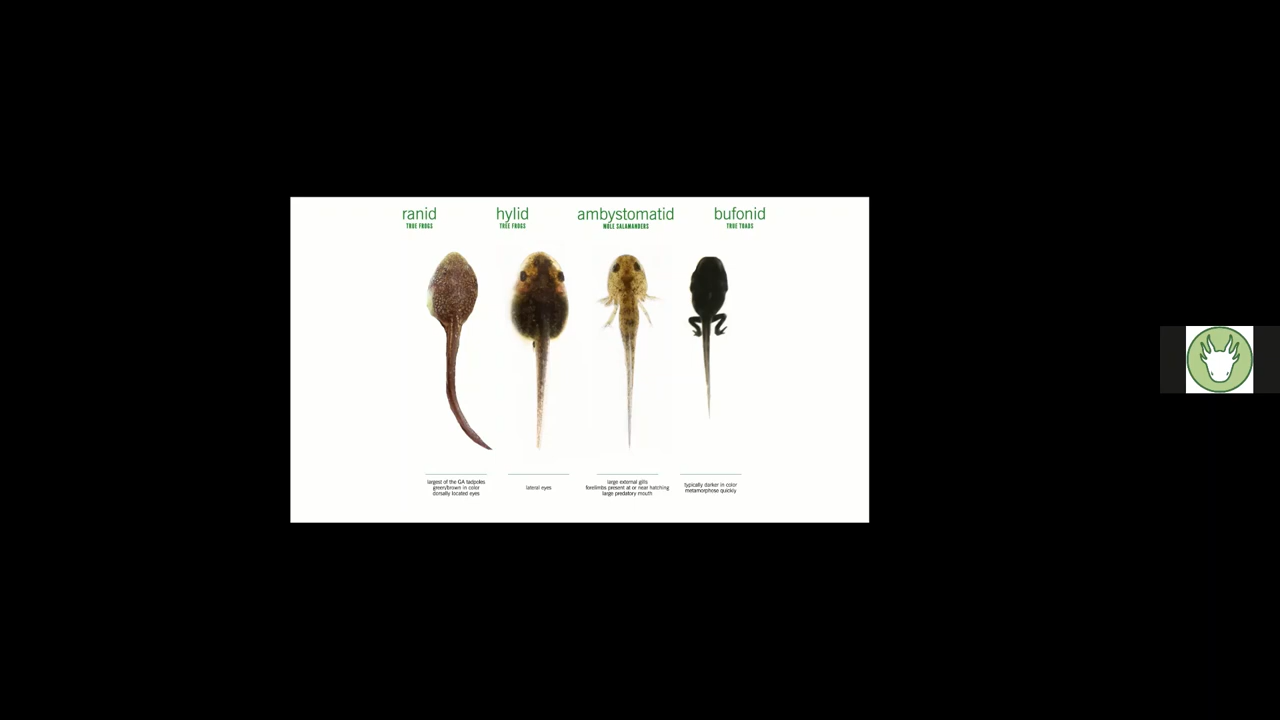 ranid
TRUE FROGS
hylid
TREE FROGS
ambystomatid
MOLE SALAMANDERS
bufonid
TRUE TOADS
largest of the GA tadpoles
green/brown in color
dorsally located eyes
lateral eyes
large external gills
forelimbs present at or near hatching
large predatory mouth
typically darker in color
metamorphose quickly